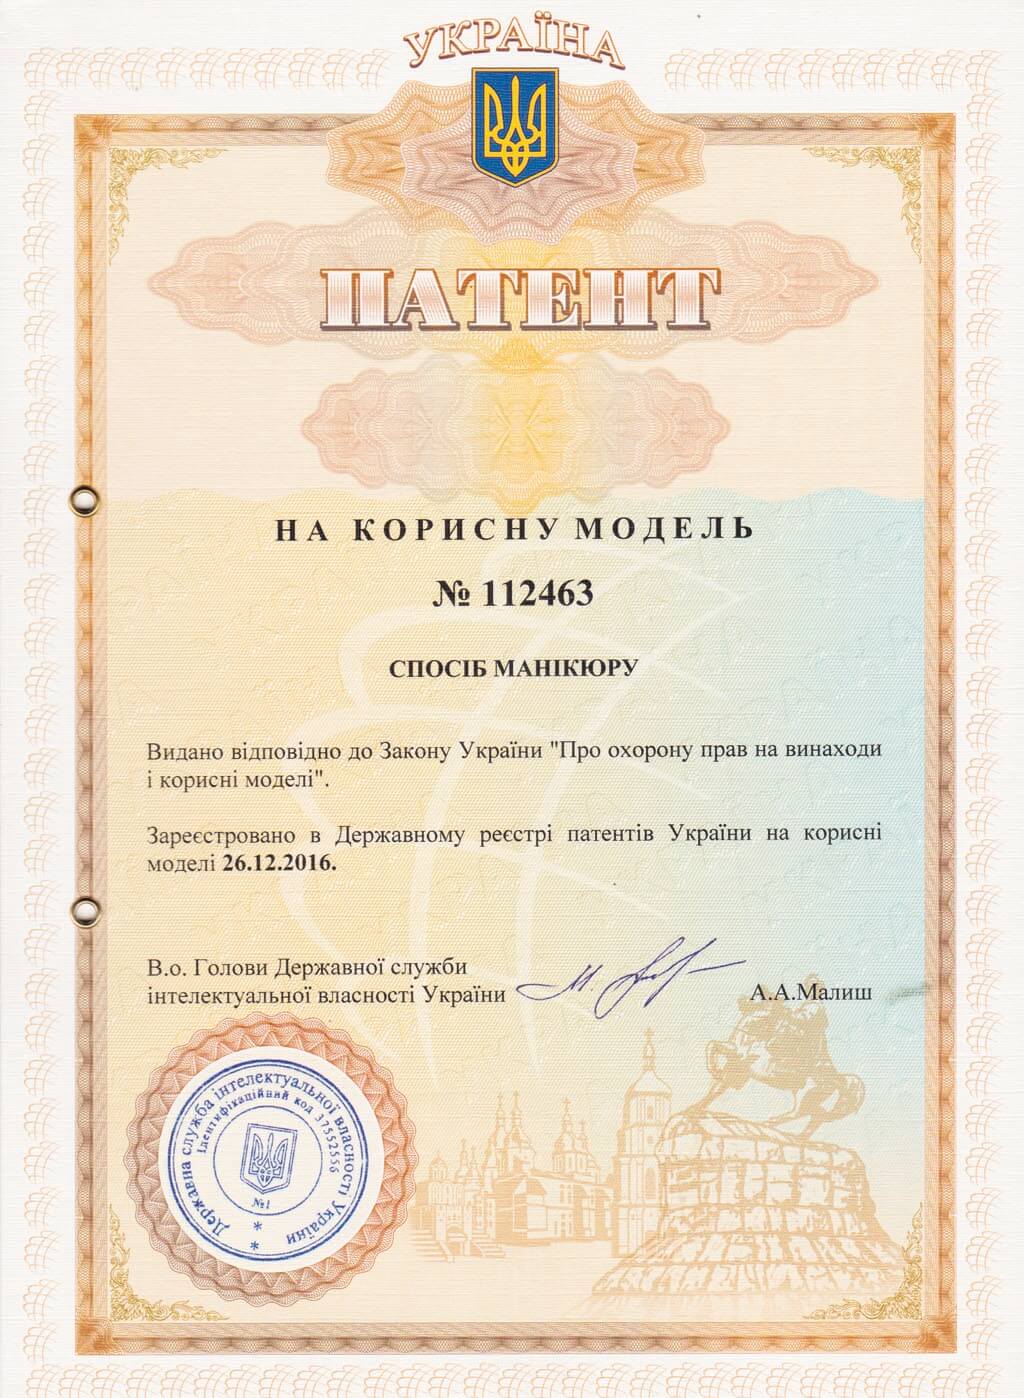 УКРАЇНА
ПАТЕНТ
НА КОРИСНУ МОДЕЛЬ
№ 112463
СПОСІБ МАНІКЮРУ
Видано відповідно до Закону України "Про охорону прав на винаходи
і корисні моделі".
Зареєстровано в Державному реєстрі патентів України на корисні
моделі 26.12.2016.
В.о. Голови Державної служби
інтелектуальної власності України
А.А.Малиш
Державна служба інтелектуальної власності України
Ідентифікаційний код 37552556
№1